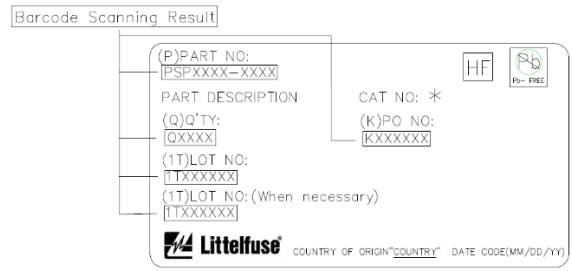 Barcode Scanning Result
(P)PART NO:
PSPXXXX-XXXX
HF
Pb
Pb- FREE
PART DESCRIPTION CAT NO: *
(Q)Q'TY: (K)PO NO:
QXXXX KXXXXXX
(1T)LOT NO:
1TXXXXXX
(1T)LOT NO:(When necessary)
1TXXXXXX
Littelfuse® COUNTRY OF ORIGIN"COUNTRY" DATE CODE(MM/DD/YY)